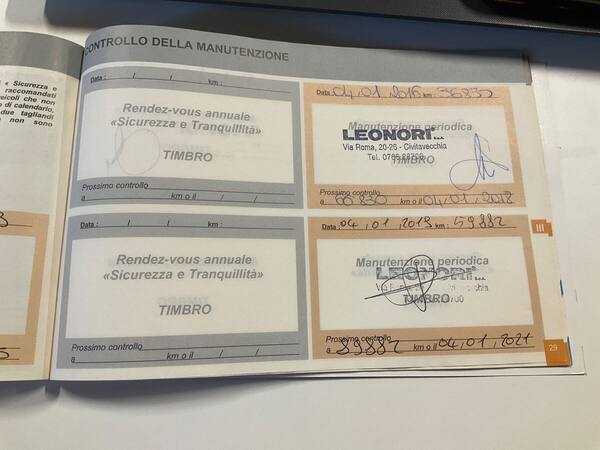 CONTROLLO DELLA MANUTENZIONE
« Sicurezza e
raccomandati
eicoli che non
o di calendario,
due tagliandi
e non sono
Data : / / km :
Rendez-vous annuale
«Sicurezza e Tranquillità»
TIMBRO
Prossimo controllo
a km o il / /
Data : 04, 01, 2016 km : 36830
Manutenzione periodica
LEONORI S.p.A.
Via Roma, 20-26 - Civitavecchia
TIMBRO
Prossimo controllo
a 66830 km o il 04, 01, 2018
Data : / / km :
Rendez-vous annuale
«Sicurezza e Tranquillità»
TIMBRO
Prossimo controllo
a km o il / /
Data : 04, 01, 2019 km : 59882
Manutenzione periodica
LEONORI
TIMBRO
Prossimo controllo
a 89882 km o il 04, 01, 2021
III
29